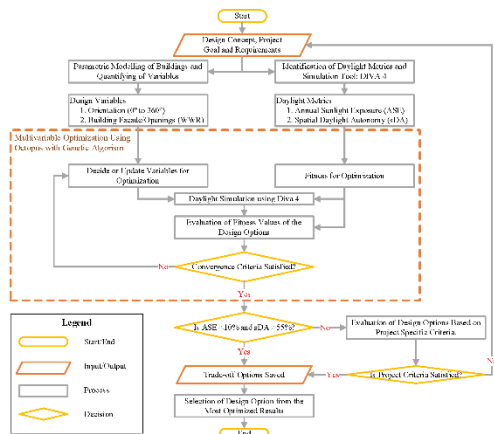 Start
Design Concept, Project
Goal and Requirements
Parametric Modelling of Buildings and
Quantifying of Variables
Identification of Daylight Metrics and
Simulation Tool: DIVA 4
Design Variables
1. Orientation (0° to 360°)
2. Building Facade/Openings (WWR)
Daylight Metrics
1. Annual Sunlight Exposure (ASE)
2. Spatial Daylight Autonomy (sDA)
Multivariable Optimization Using
Octopus with Genetic Algorism
Decide or Update Variables for
Optimization
Fitness for Optimization
Daylight Simulation using Diva 4
Evaluation of Fitness Values of the
Design Options
No
Convergence Criteria Satisfied?
Yes
Is ASE <10% and sDA >55%?
No
Evaluation of Design Options Based on
Project Specific Criteria.
Yes
Trade-off Options Saved
Yes
Is Project Criteria Satisfied?
No
Selection of Design Option from the
Most Optimized Results
End
Legend
Start/End
Input/Output
Process
Decision